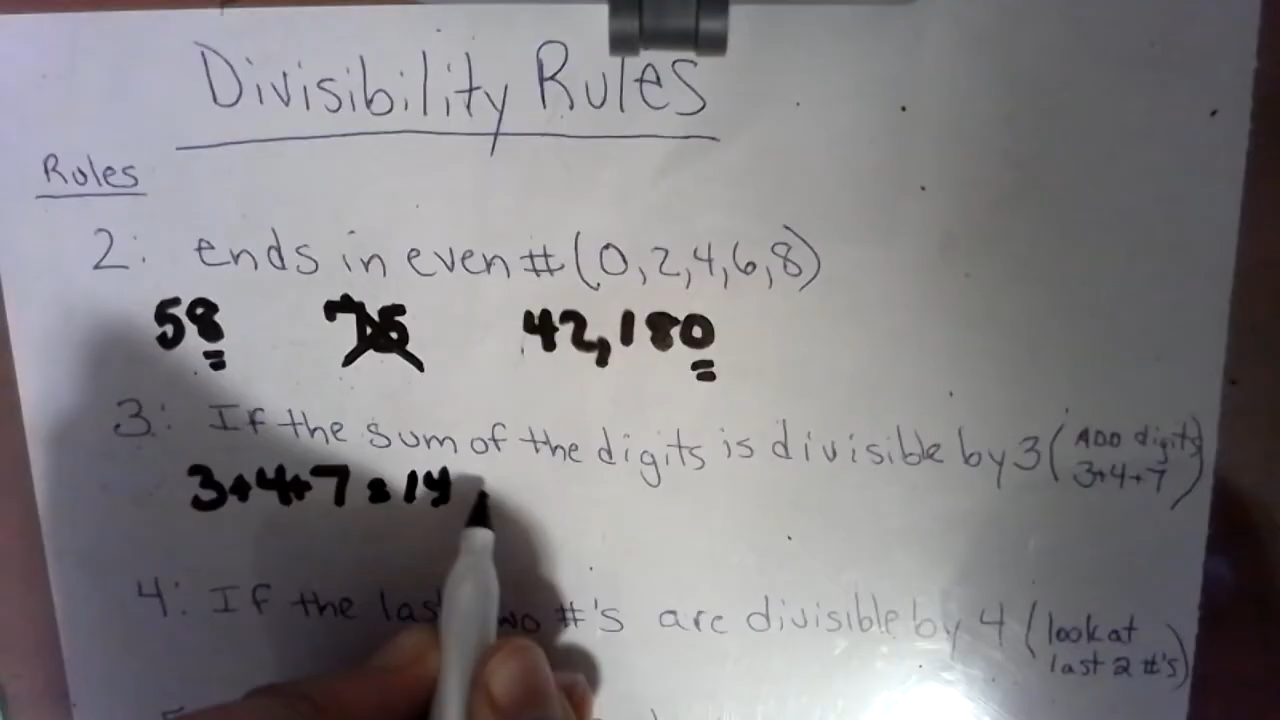 Divisibility Rules
Rules
2: ends in even # (0,2,4,6,8)
58 75 42,180
3: If the sum of the digits is divisible by 3 (ADD digits
3+4+7)
3+4+7=14
4: If the last two #'s are divisible by 4 (look at
last 2 #'s)